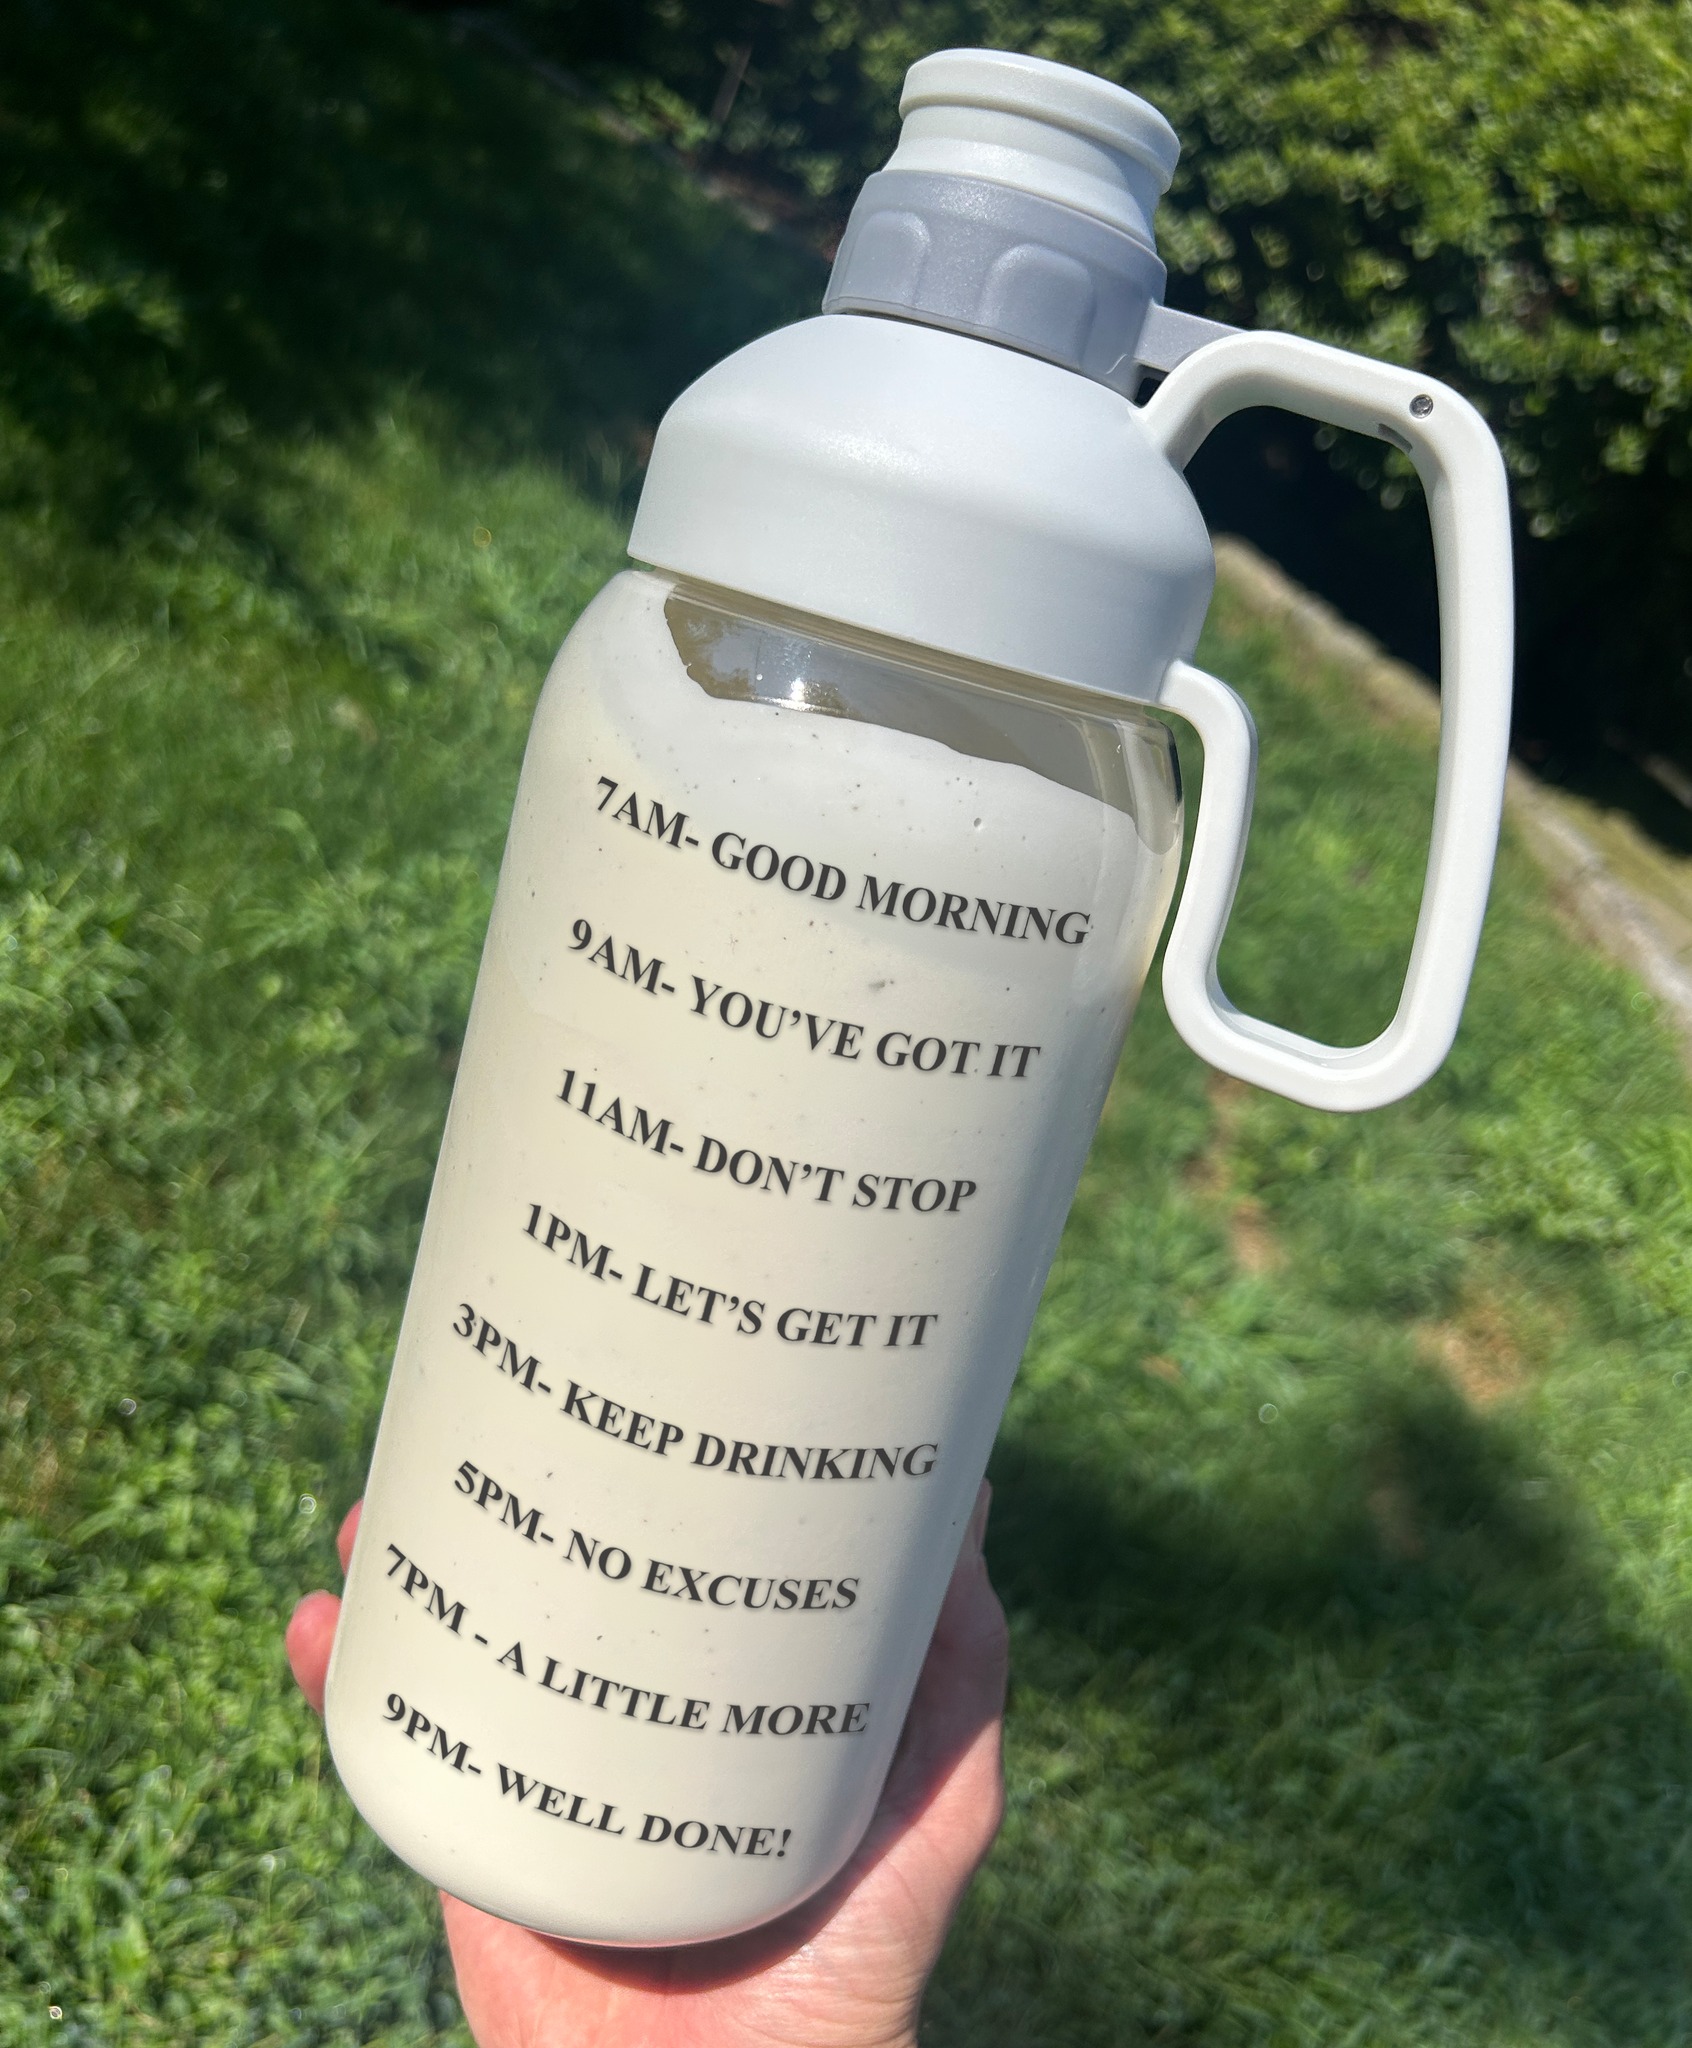 7AM- GOOD MORNING
9AM- YOU’VE GOT IT
11AM- DON’T STOP
1PM- LET’S GET IT
3PM- KEEP DRINKING
5PM- NO EXCUSES
7PM - A LITTLE MORE
9PM- WELL DONE!